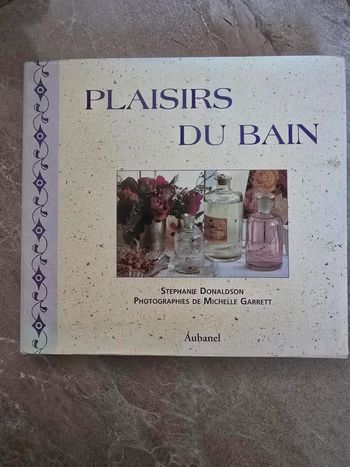 PLAISIRS
DU BAIN
STEPHANIE DONALDSON
PHOTOGRAPHIES DE MICHELLE GARRETT
Aubanel